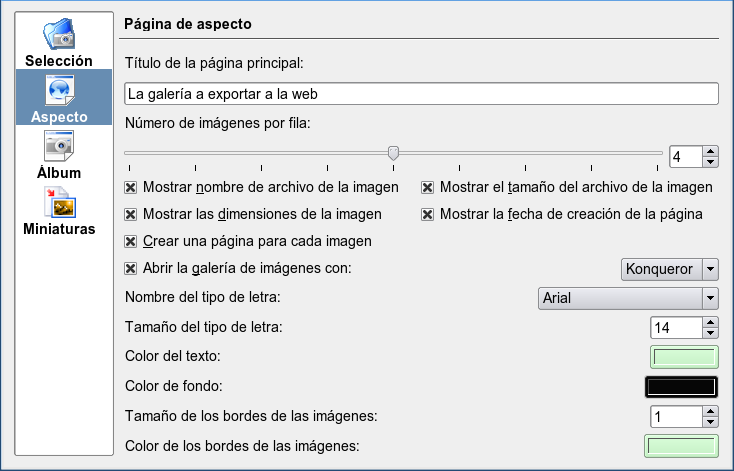 Selección
Aspecto
Álbum
Miniaturas
Página de aspecto
Título de la página principal:
La galería a exportar a la web
Número de imágenes por fila:
4
Mostrar nombre de archivo de la imagen
Mostrar el tamaño del archivo de la imagen
Mostrar las dimensiones de la imagen
Mostrar la fecha de creación de la página
Crear una página para cada imagen
Abrir la galería de imágenes con:
Konqueror
Nombre del tipo de letra:
Arial
Tamaño del tipo de letra:
14
Color del texto:
Color de fondo:
Tamaño de los bordes de las imágenes:
1
Color de los bordes de las imágenes: